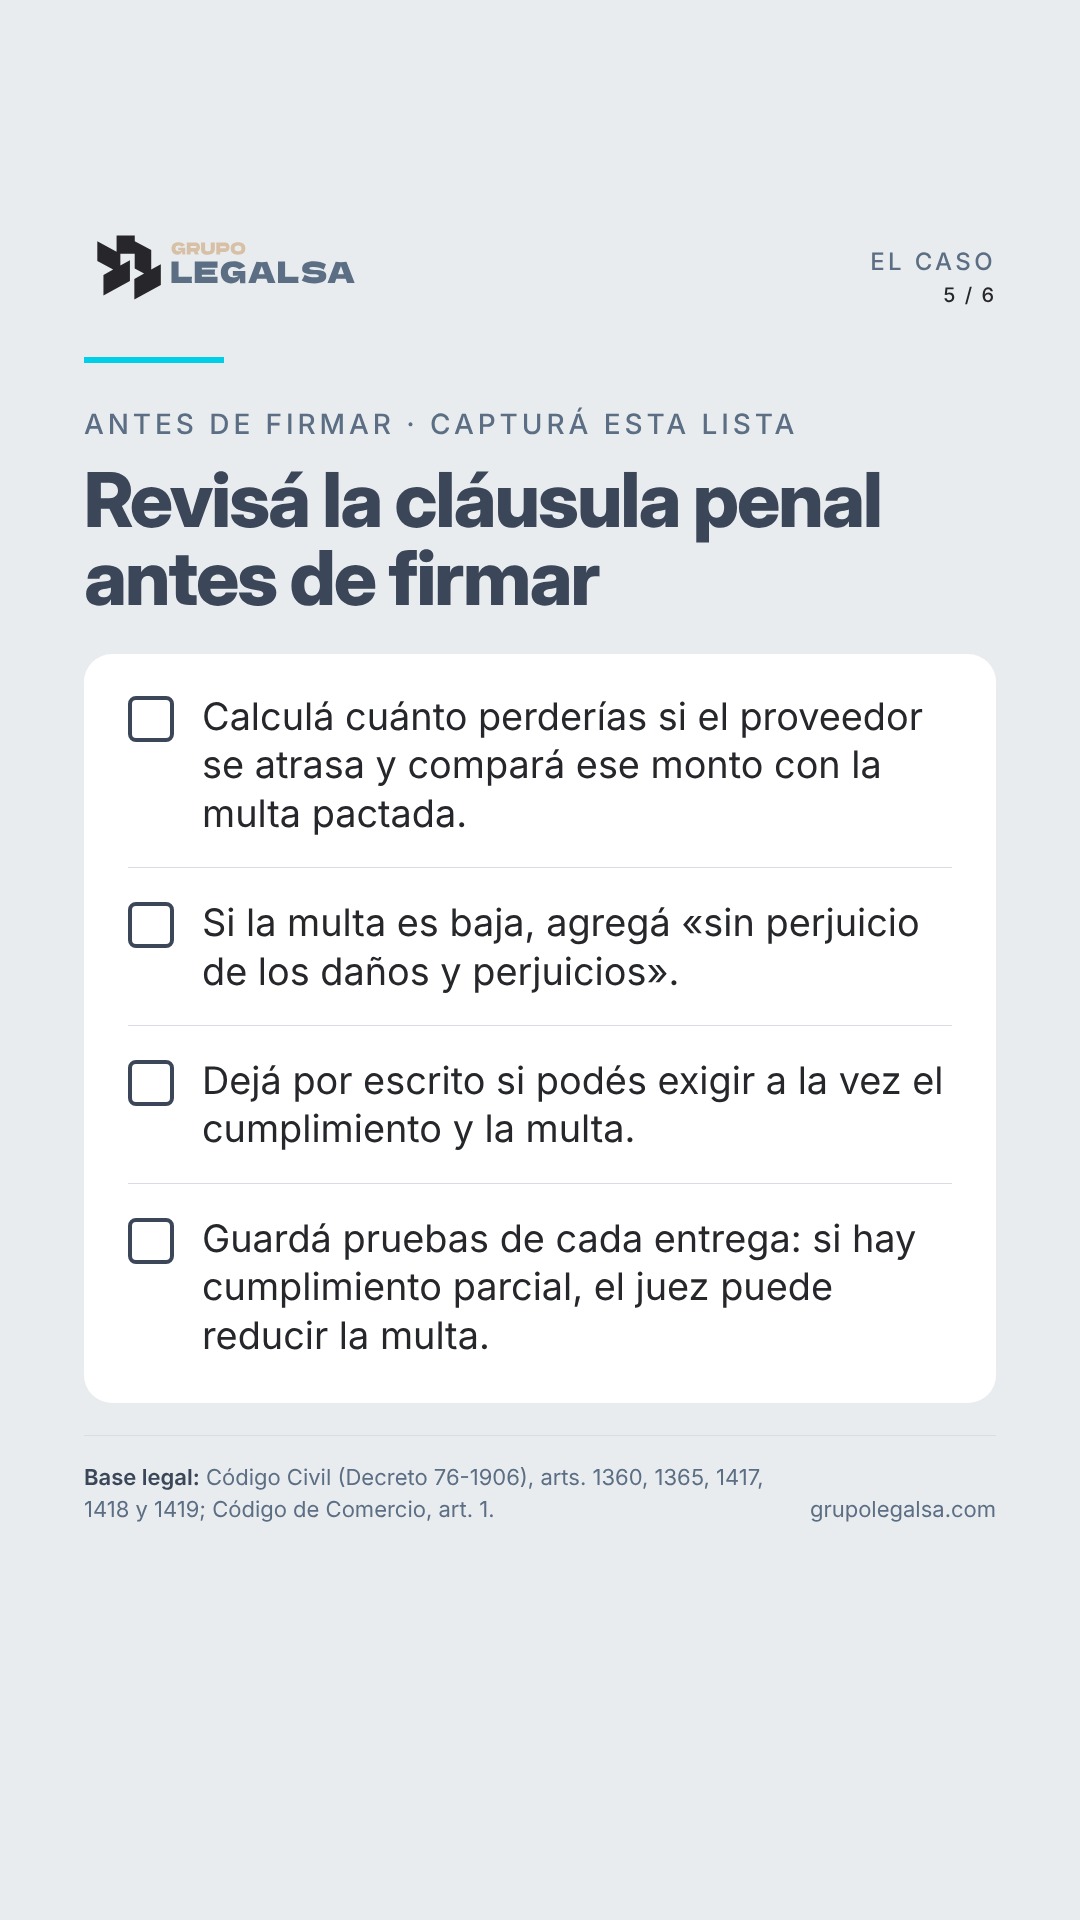 GRUPO
LEGALSA
EL CASO
5 / 6
ANTES DE FIRMAR · CAPTURÁ ESTA LISTA
Revisá la cláusula penal
antes de firmar
Calculá cuánto perderías si el proveedor
se atrasa y compará ese monto con la
multa pactada.
Si la multa es baja, agregá «sin perjuicio
de los daños y perjuicios».
Dejá por escrito si podés exigir a la vez el
cumplimiento y la multa.
Guardá pruebas de cada entrega: si hay
cumplimiento parcial, el juez puede
reducir la multa.
Base legal: Código Civil (Decreto 76-1906), arts. 1360, 1365, 1417,
1418 y 1419; Código de Comercio, art. 1.
grupolegalsa.com